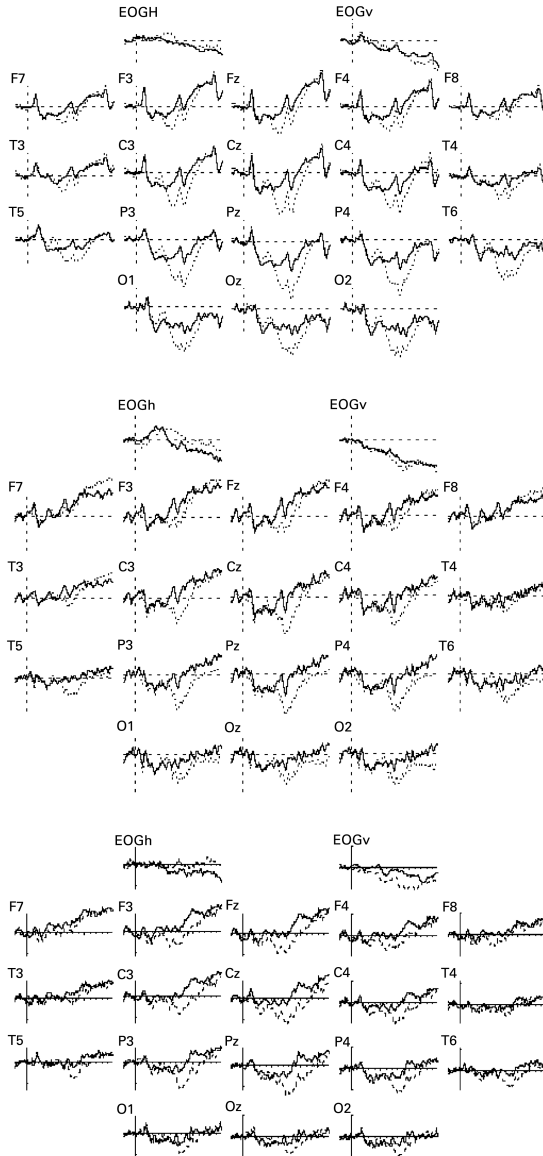 EOGH EOGv
F7 F3 Fz F4 F8
T3 C3 Cz C4 T4
T5 P3 Pz P4 T6
O1 Oz O2
EOGh EOGv
F7 F3 Fz F4 F8
T3 C3 Cz C4 T4
T5 P3 Pz P4 T6
O1 Oz O2
EOGh EOGv
F7 F3 Fz F4 F8
T3 C3 Cz C4 T4
T5 P3 Pz P4 T6
O1 Oz O2